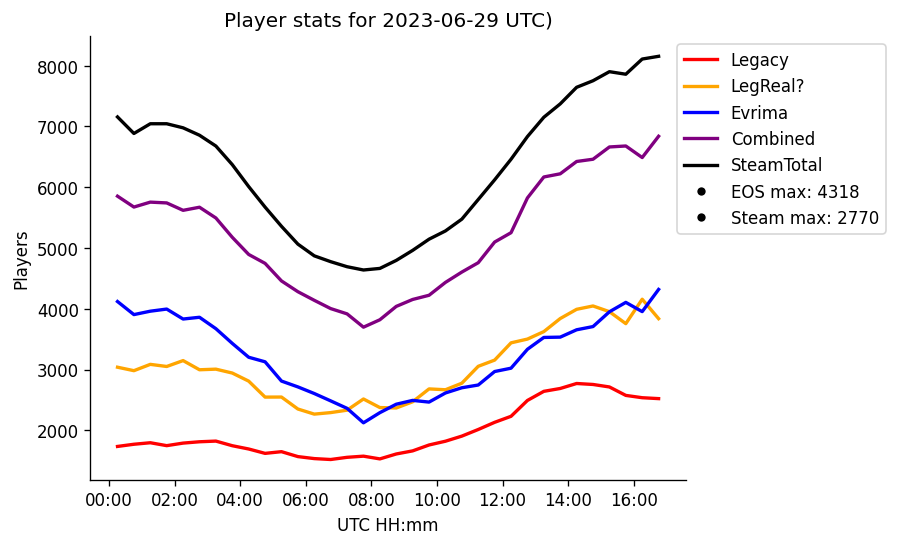 Player stats for 2023-06-29 UTC)
Players
8000
7000
6000
5000
4000
3000
2000
00:00 02:00 04:00 06:00 08:00 10:00 12:00 14:00 16:00
UTC HH:mm
Legacy
LegReal?
Evrima
Combined
SteamTotal
EOS max: 4318
Steam max: 2770